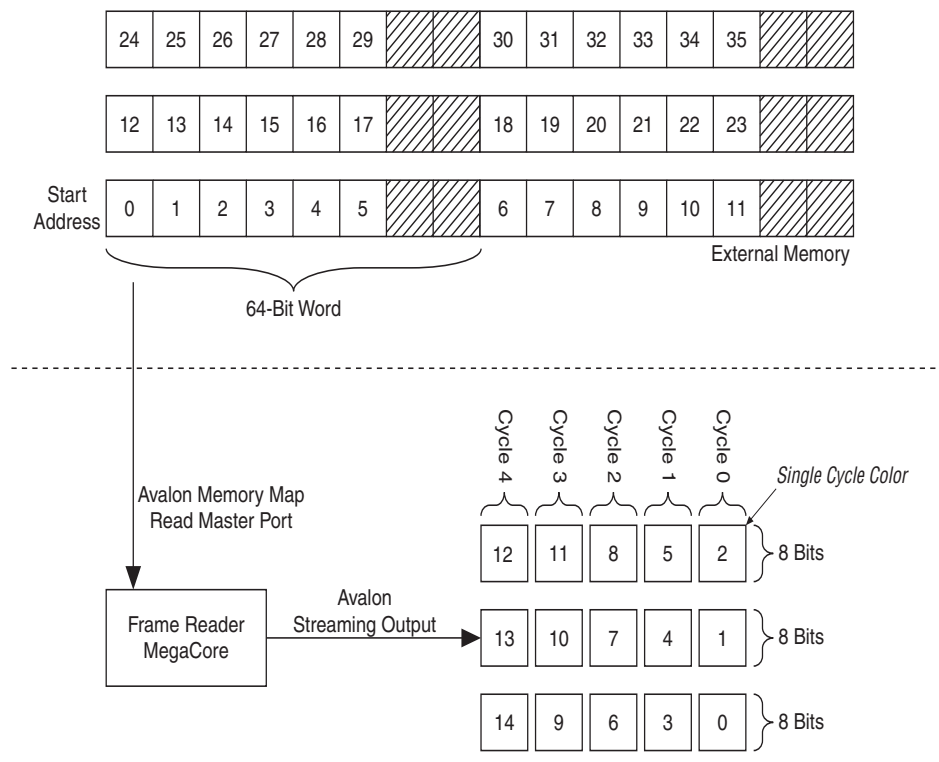 24 25 26 27 28 29 30 31 32 33 34 35
12 13 14 15 16 17 18 19 20 21 22 23
Start
Address
0 1 2 3 4 5 6 7 8 9 10 11
External Memory
64-Bit Word
Cycle 4
Cycle 3
Cycle 2
Cycle 1
Cycle 0
Single Cycle Color
Avalon Memory Map
Read Master Port
12 11 8 5 2
8 Bits
Frame Reader
MegaCore
Avalon
Streaming Output
13 10 7 4 1
8 Bits
14 9 6 3 0
8 Bits